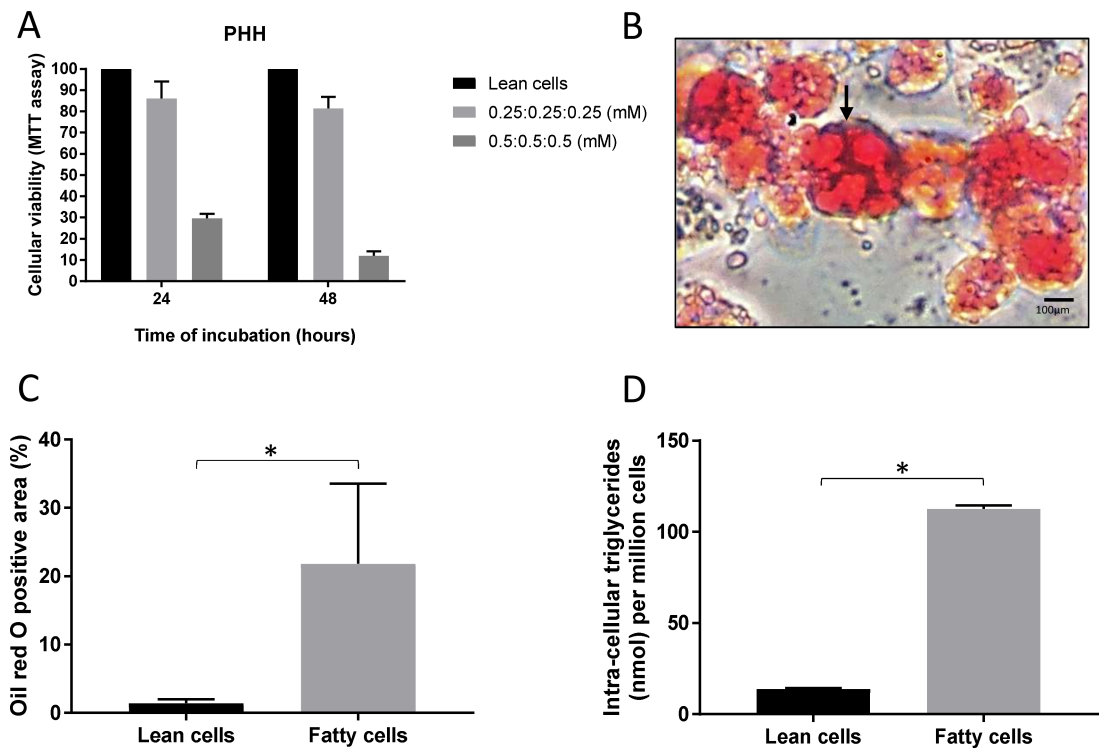 A
PHH
Cellular viability (MTT assay)
100
90
80
70
60
50
40
30
20
10
0
24
48
Time of incubation (hours)
Lean cells
0.25:0.25:0.25 (mM)
0.5:0.5:0.5 (mM)
B
100µm
C
Oil red O positive area (%)
40
30
20
10
0
*
Lean cells
Fatty cells
D
Intra-cellular triglycerides
(nmol) per million cells
150
100
50
0
*
Lean cells
Fatty cells